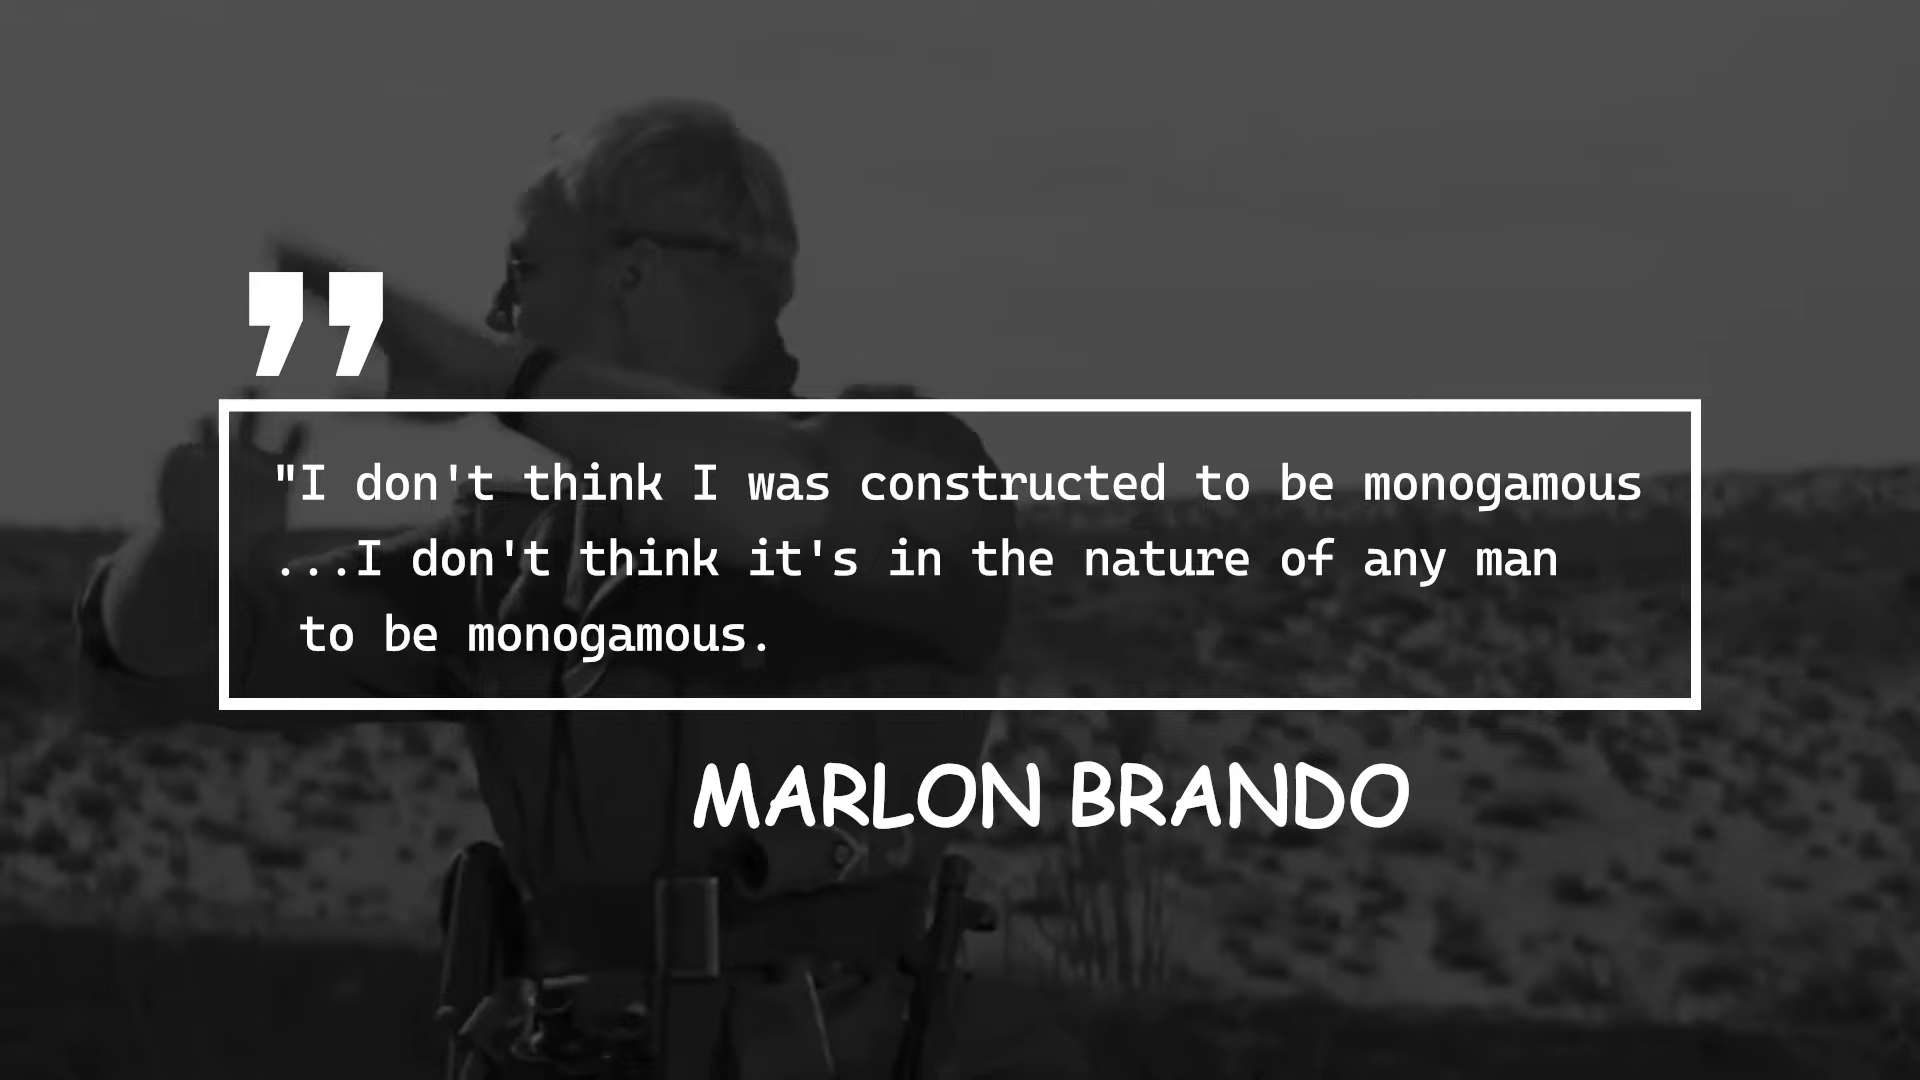 ”
"I don't think I was constructed to be monogamous
...I don't think it's in the nature of any man
to be monogamous.
MARLON BRANDO